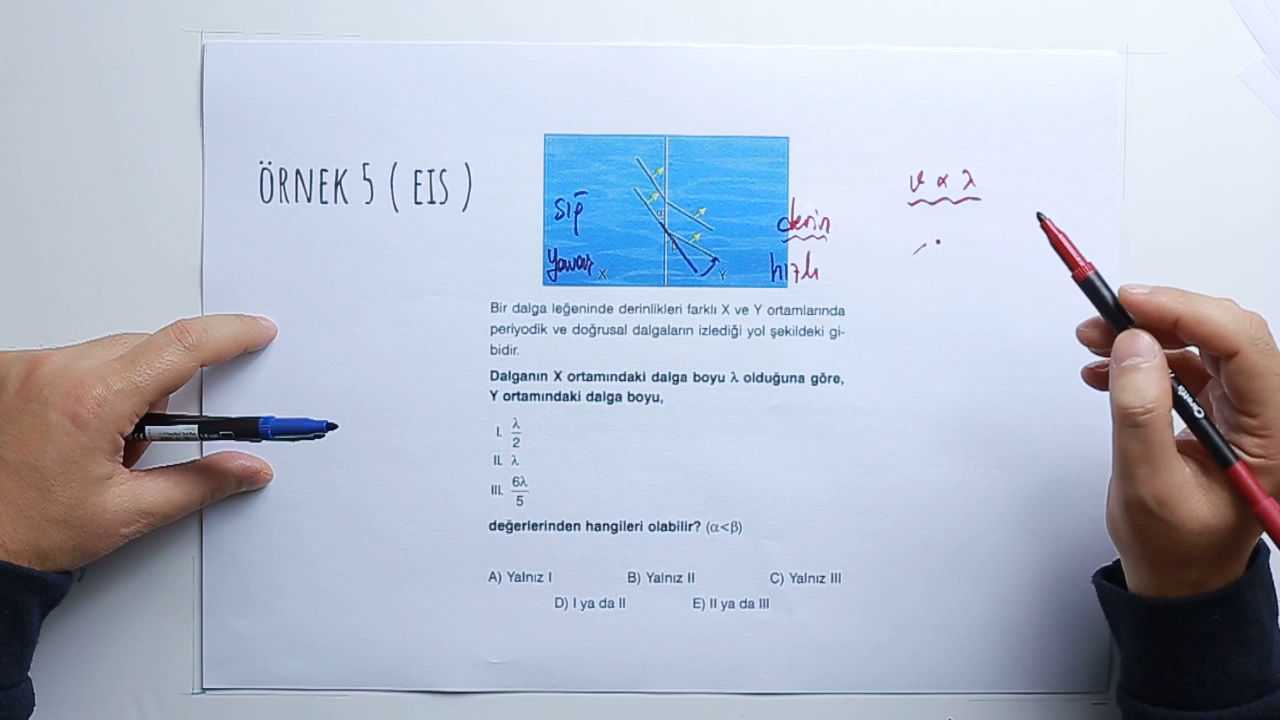 ÖRNEK 5 ( EIS )
sığ
yavaş
X
α
β
Y
derin
hızlı
v ∝ λ
Bir dalga leğeninde derinlikleri farklı X ve Y ortamlarında
periyodik ve doğrusal dalgaların izlediği yol şekildeki gi-
bidir.
Dalganın X ortamındaki dalga boyu λ olduğuna göre,
Y ortamındaki dalga boyu,
I. λ/2
II. λ
III. 6λ/5
değerlerinden hangileri olabilir? (α<β)
A) Yalnız I B) Yalnız II C) Yalnız III
D) I ya da II E) II ya da III